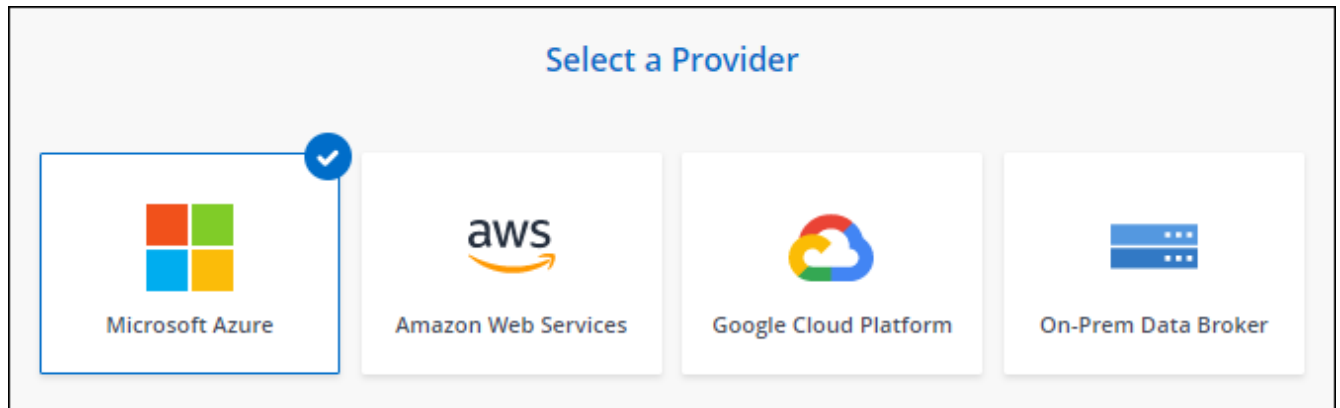 Select a Provider
aws
Microsoft Azure
Amazon Web Services
Google Cloud Platform
On-Prem Data Broker